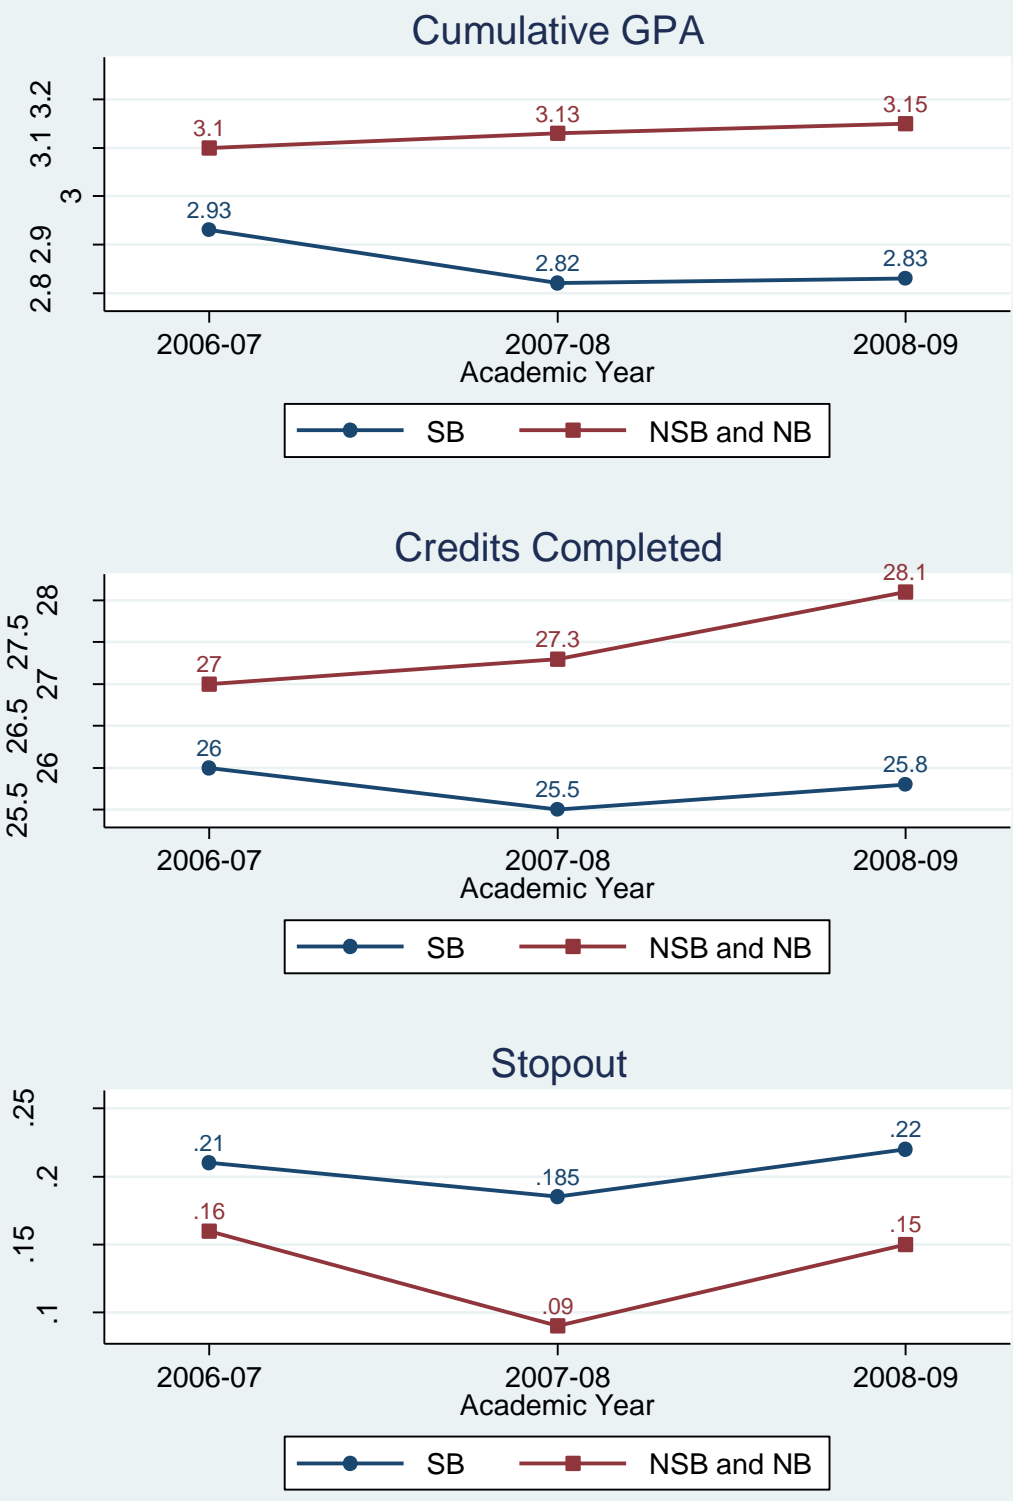 Cumulative GPA
3.2
3.1
3
2.9
2.8
3.1
3.13
3.15
2.93
2.82
2.83
2006-07 2007-08 2008-09
Academic Year
SB NSB and NB
Credits Completed
28
27.5
27
26.5
26
25.5
27
27.3
28.1
26
25.5
25.8
2006-07 2007-08 2008-09
Academic Year
SB NSB and NB
Stopout
.25
.2
.15
.1
.21
.185
.22
.16
.09
.15
2006-07 2007-08 2008-09
Academic Year
SB NSB and NB